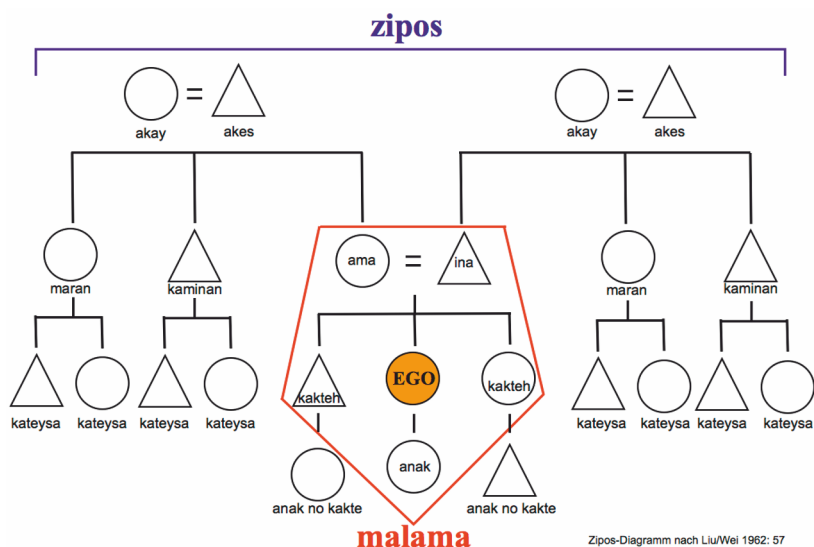 zipos
=
=
akay
akes
akay
akes
ama
=
ina
maran
kaminan
maran
kaminan
kakteh
EGO
kakteh
kateysa
kateysa
kateysa
kateysa
kateysa
kateysa
kateysa
kateysa
anak
anak no kakte
anak no kakte
malama
Zipos-Diagramm nach Liu/Wei 1962: 57